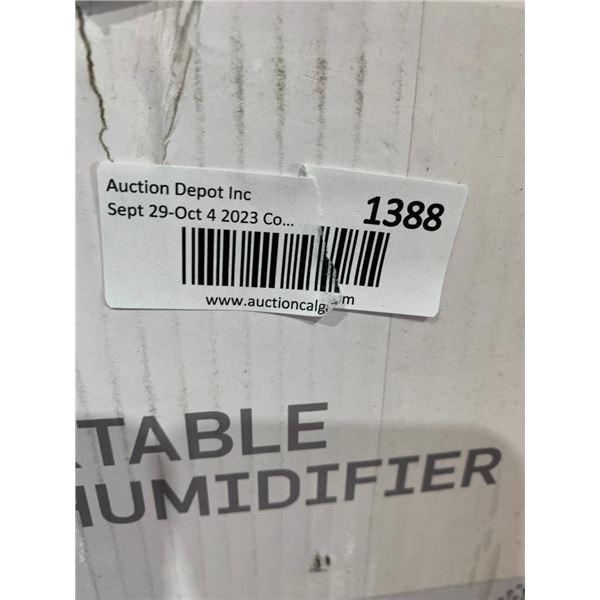 Auction Depot Inc
Sept 29-Oct 4 2023 Co...
1388
www.auctioncalg
m
TABLE
HUMIDIFIER